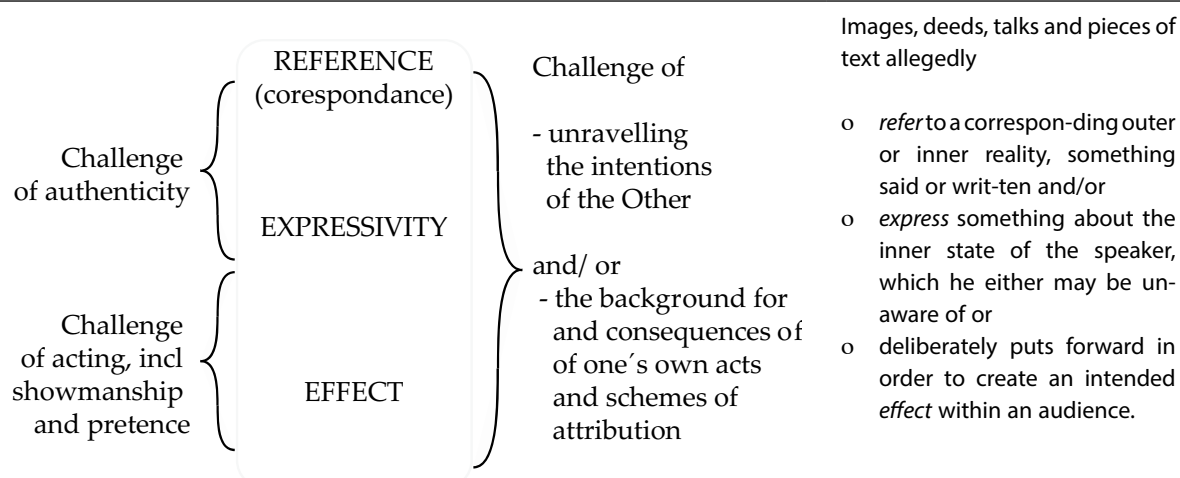 Challenge
of authenticity
Challenge
of acting, incl
showmanship
and pretence
REFERENCE
(corespondance)
EXPRESSIVITY
EFFECT
Challenge of
- unravelling
the intentions
of the Other
and/ or
- the background for
and consequences of
of one´s own acts
and schemes of
attribution
Images, deeds, talks and pieces of
text allegedly
o refer to a correspon-ding outer
or inner reality, something
said or writ-ten and/or
o express something about the
inner state of the speaker,
which he either may be un-
aware of or
o deliberately puts forward in
order to create an intended
effect within an audience.